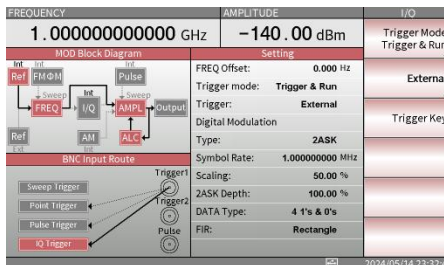 FREQUENCY
AMPLITUDE
I/Q
1.000000000000 GHz
-140.00 dBm
MOD Block Diagram
Int
Int
Int
Ref
FMΦM
Pulse
Sweep
Sweep
Int
FREQ
I/Q
AMPL
Output
Ref
AM
ALC
Ext
Int
BNC Input Route
Sweep Trigger
Point Trigger
Pulse Trigger
IQ Trigger
Trigger1
Trigger2
Pulse
Setting
FREQ Offset: 0.000 Hz
Trigger mode: Trigger & Run
Trigger: External
Digital Modulation
Type: 2ASK
Symbol Rate: 1.000000000 MHz
Scaling: 50.00 %
2ASK Depth: 100.00 %
DATA Type: 4 1's & 0's
FIR: Rectangle
Trigger Mode
Trigger & Run
Externa
Trigger Key
2024/05/14 23:32: